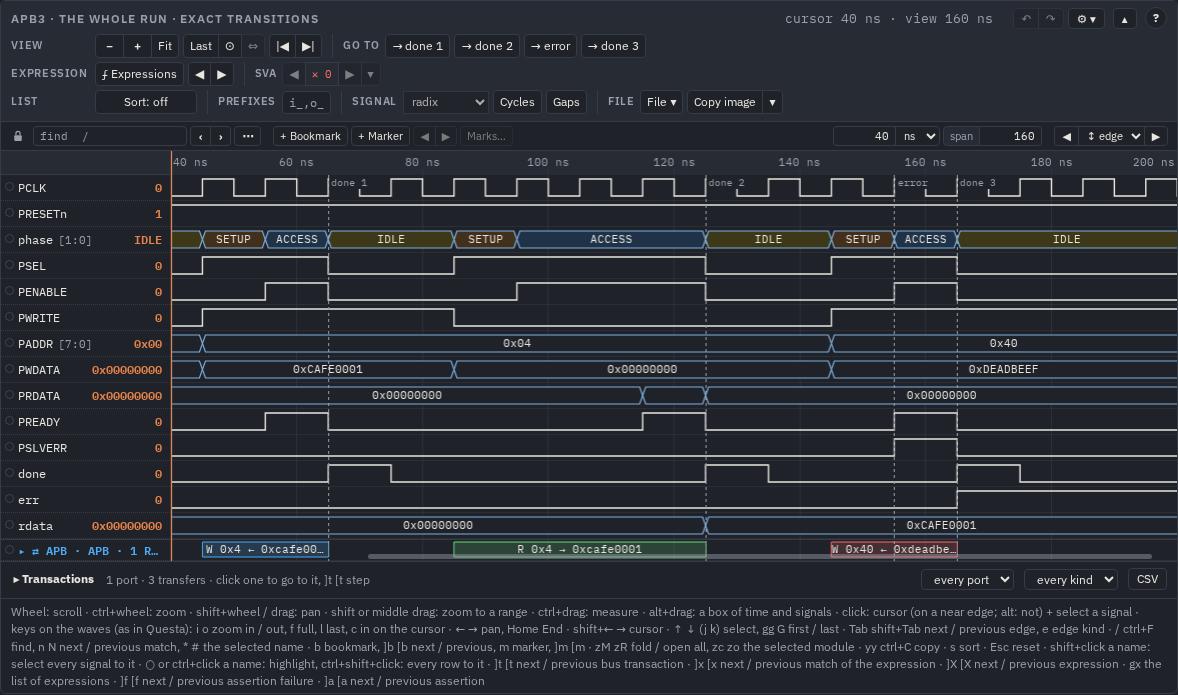 APB3 · THE WHOLE RUN · EXACT TRANSITIONS cursor 40 ns · view 160 ns ↶ ↷ ⚙ ▾ ▲ ?
VIEW − + Fit Last ⊙ ⇔ |◀ ▶| GO TO → done 1 → done 2 → error → done 3
EXPRESSION ⨍ Expressions ◀ ▶ SVA ◀ × 0 ▶ ▾
LIST Sort: off PREFIXES i_,o_ SIGNAL radix Cycles Gaps FILE File ▾ Copy image ▾
find / ‹ › ··· + Bookmark + Marker ◀ ▶ Marks... 40 ns span 160 ◀ ↕ edge ▶
40 ns 60 ns 80 ns 100 ns 120 ns 140 ns 160 ns 180 ns 200 ns
PCLK 0 done 1 done 2 error done 3
PRESETn 1
phase [1:0] IDLE SETUP ACCESS IDLE SETUP ACCESS IDLE SETUP ACCESS IDLE
PSEL 0
PENABLE 0
PWRITE 0
PADDR [7:0] 0x00 0x04 0x40
PWDATA 0x00000000 0xCAFE0001 0x00000000 0xDEADBEEF
PRDATA 0x00000000 0x00000000 0x00000000
PREADY 0
PSLVERR 0
done 0
err 0
rdata 0x00000000 0x00000000 0xCAFE0001
▸ ⇄ APB · APB · 1 R… W 0x4 ← 0xcafe00… R 0x4 → 0xcafe0001 W 0x40 ← 0xdeadbe…
▸ Transactions 1 port · 3 transfers · click one to go to it, ]t [t step every port every kind CSV
Wheel: scroll · ctrl+wheel: zoom · shift+wheel / drag: pan · shift or middle drag: zoom to a range · ctrl+drag: measure · alt+drag: a box of time and signals · click: cursor (on a near edge; alt: not) + select a signal ·
keys on the waves (as in Questa): i o zoom in / out, f full, l last, c in on the cursor · ← → pan, Home End · shift+← → cursor · ↑ ↓ (j k) select, gg G first / last · Tab shift+Tab next / previous edge, e edge kind · / ctrl+F
find, n N next / previous match, * # the selected name · b bookmark, ]b [b next / previous, m marker, ]m [m · zM zR fold / open all, zc zo the selected module · yy ctrl+C copy · s sort · Esc reset · shift+click a name:
select every signal to it · ○ or ctrl+click a name: highlight, ctrl+shift+click: every row to it · ]t [t next / previous bus transaction · ]x [x next / previous match of the expression · ]X [X next / previous expression · gx the
list of expressions · ]f [f next / previous assertion failure · ]a [a next / previous assertion